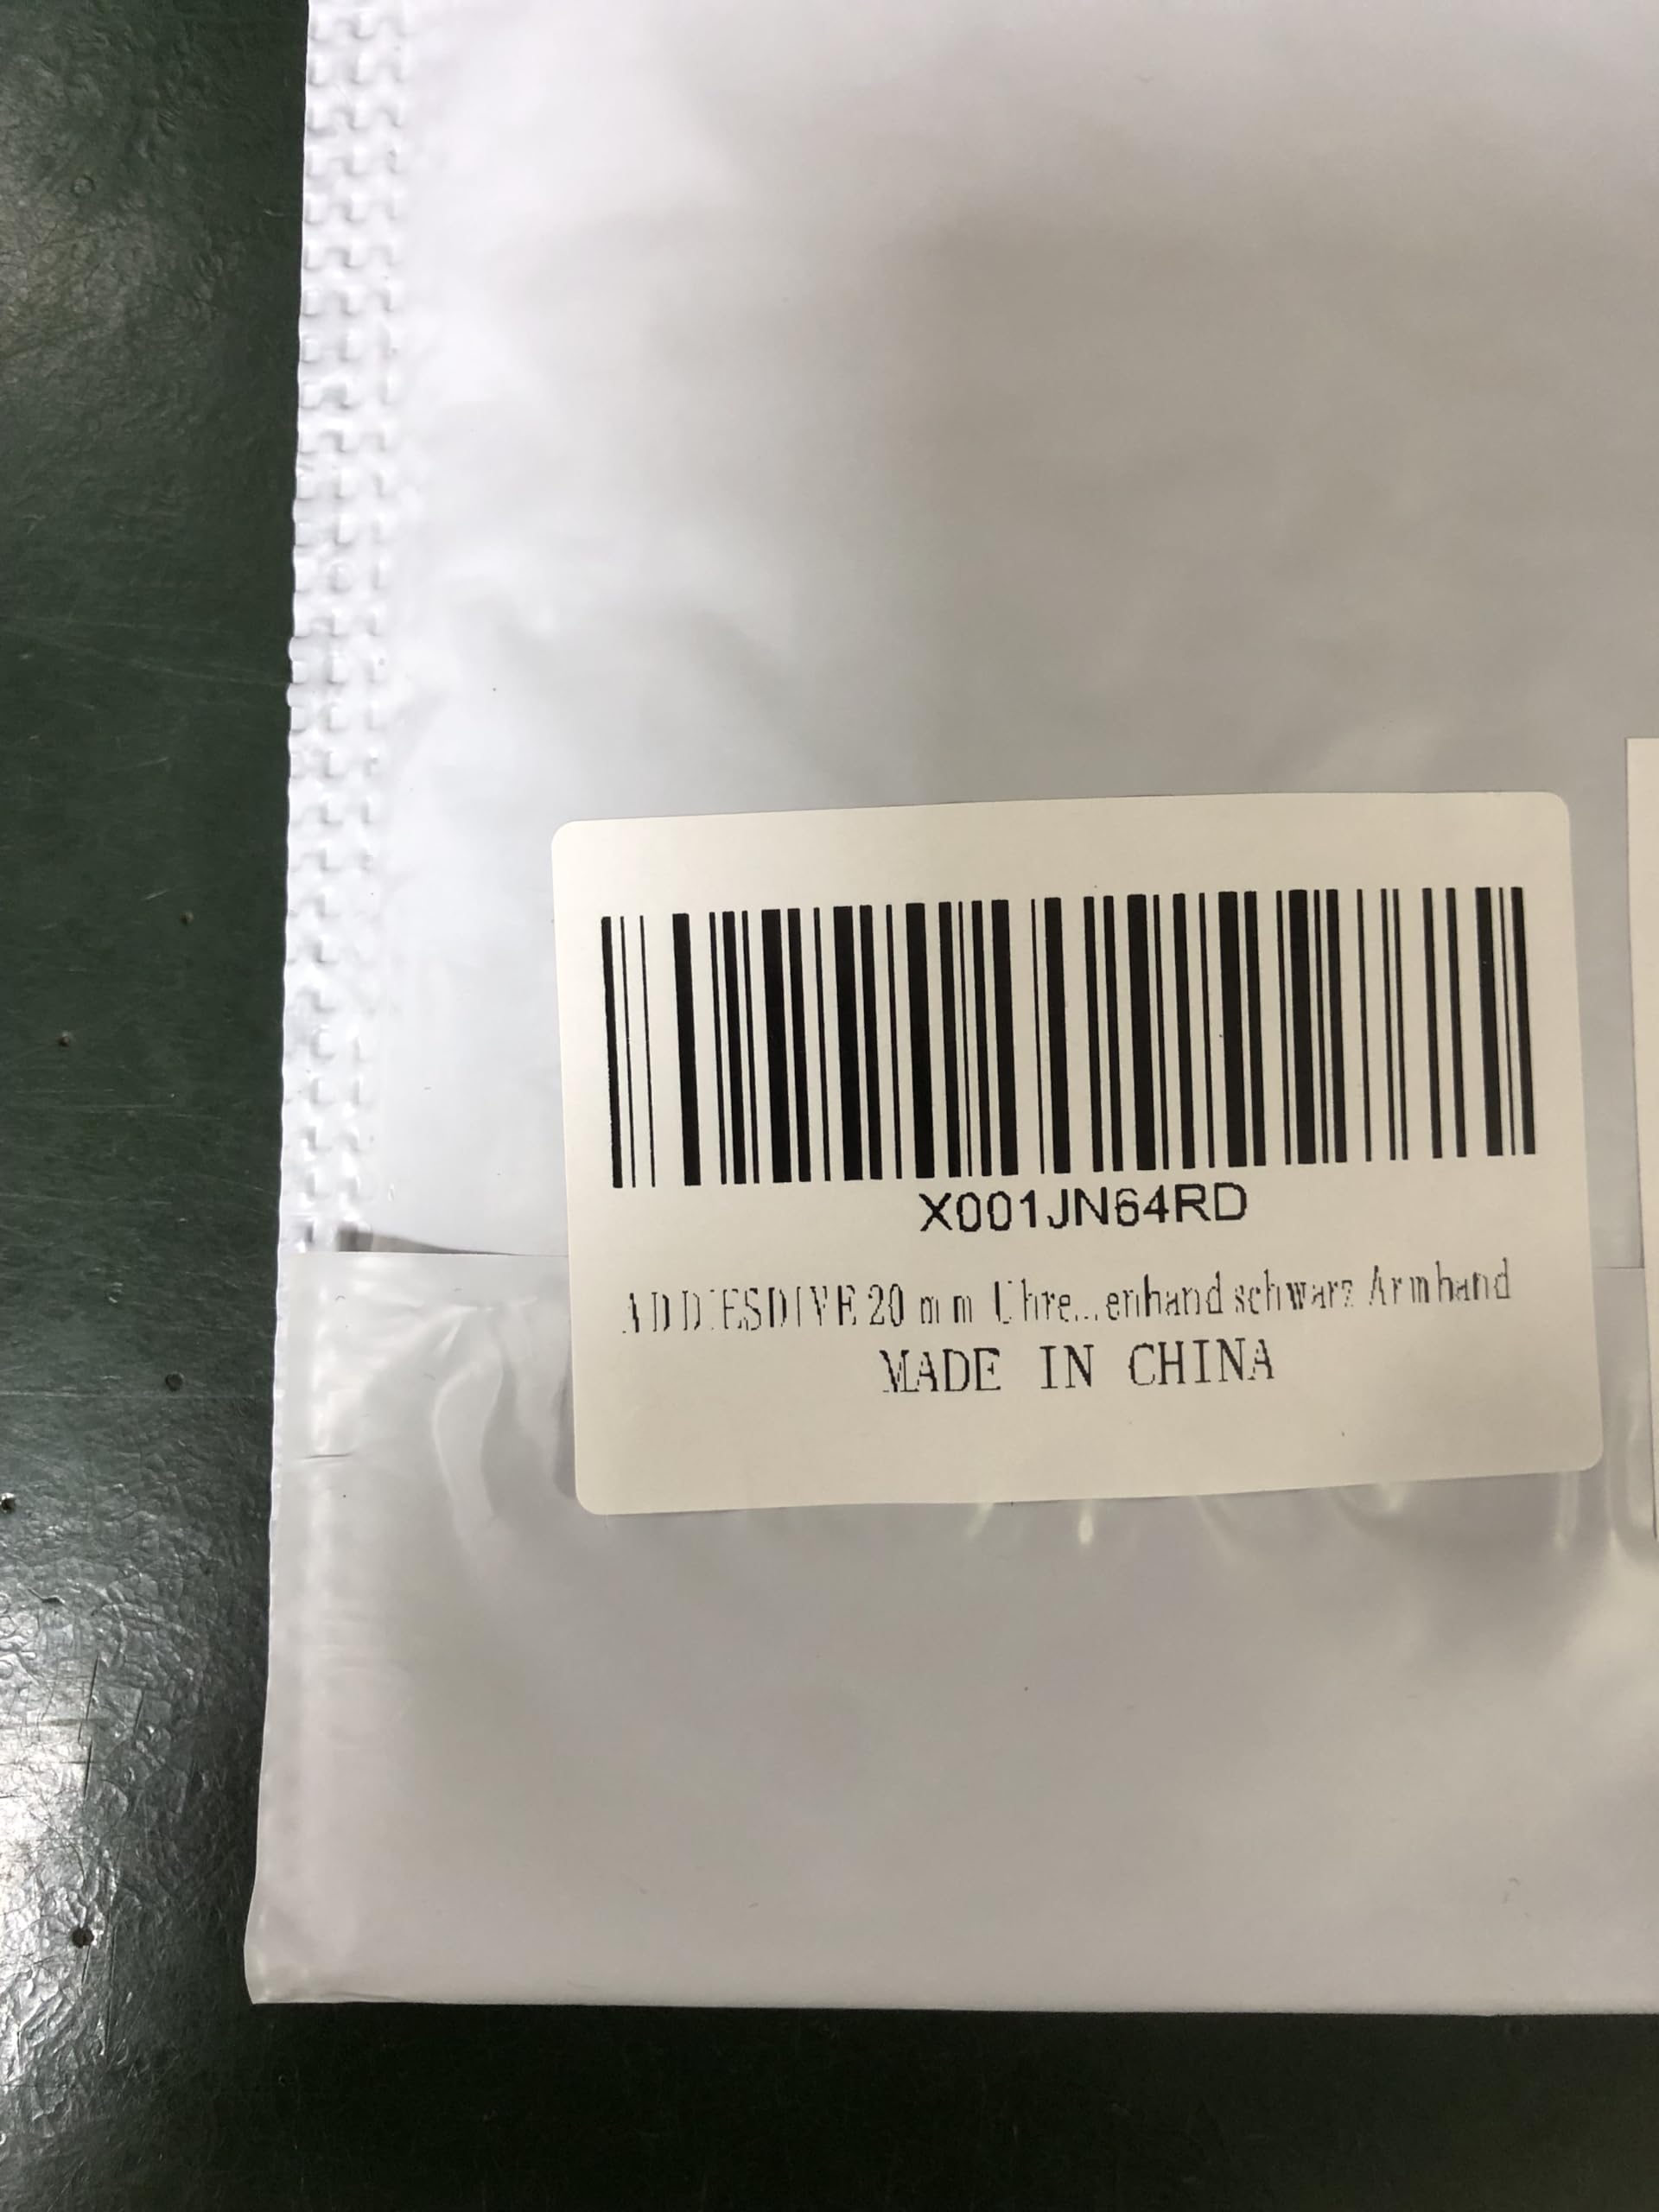 X001JN64RD
ADDIESDIVE 20 mm Uhre...enband schwarz Armband
MADE IN CHINA